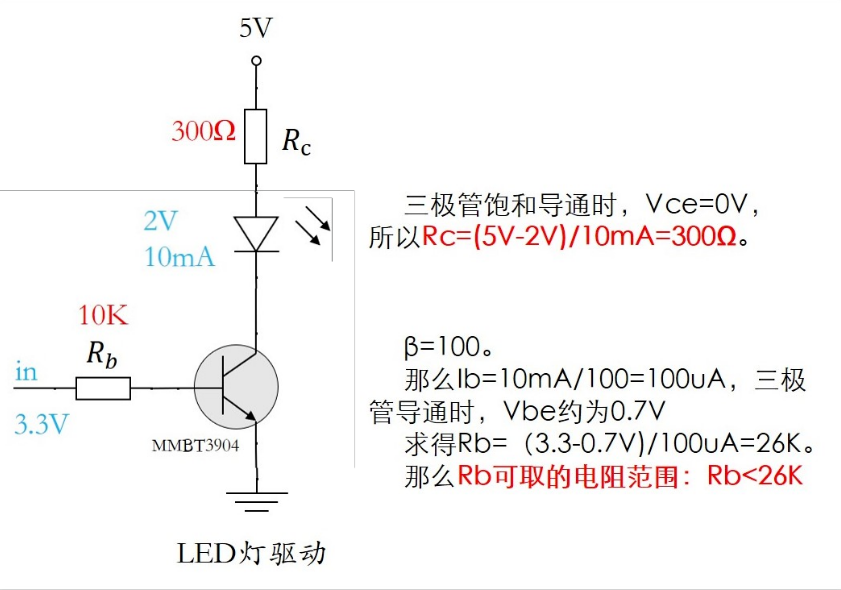 5V
300Ω
Rc
2V
10mA
10K
Rb
in
3.3V
MMBT3904
LED灯驱动
三极管饱和导通时，Vce=0V，
所以Rc=(5V-2V)/10mA=300Ω。
β=100。
那么Ib=10mA/100=100uA，三极
管导通时，Vbe约为0.7V
求得Rb=（3.3-0.7V)/100uA=26K。
那么Rb可取的电阻范围：Rb<26K